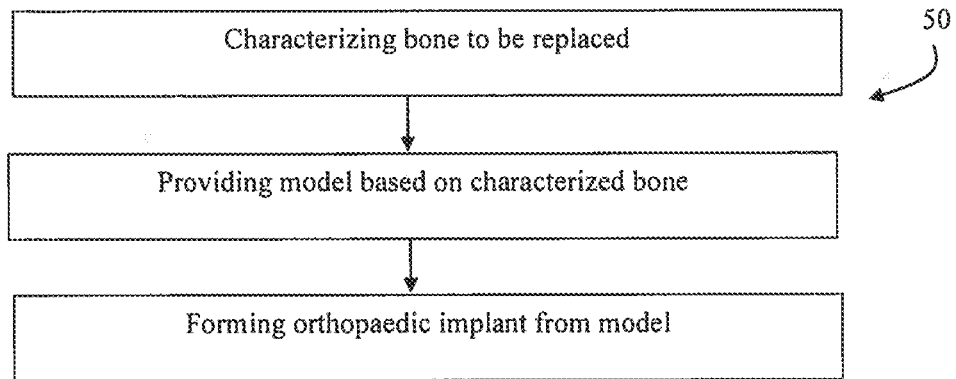 Characterizing bone to be replaced
50
Providing model based on characterized bone
Forming orthopaedic implant from model